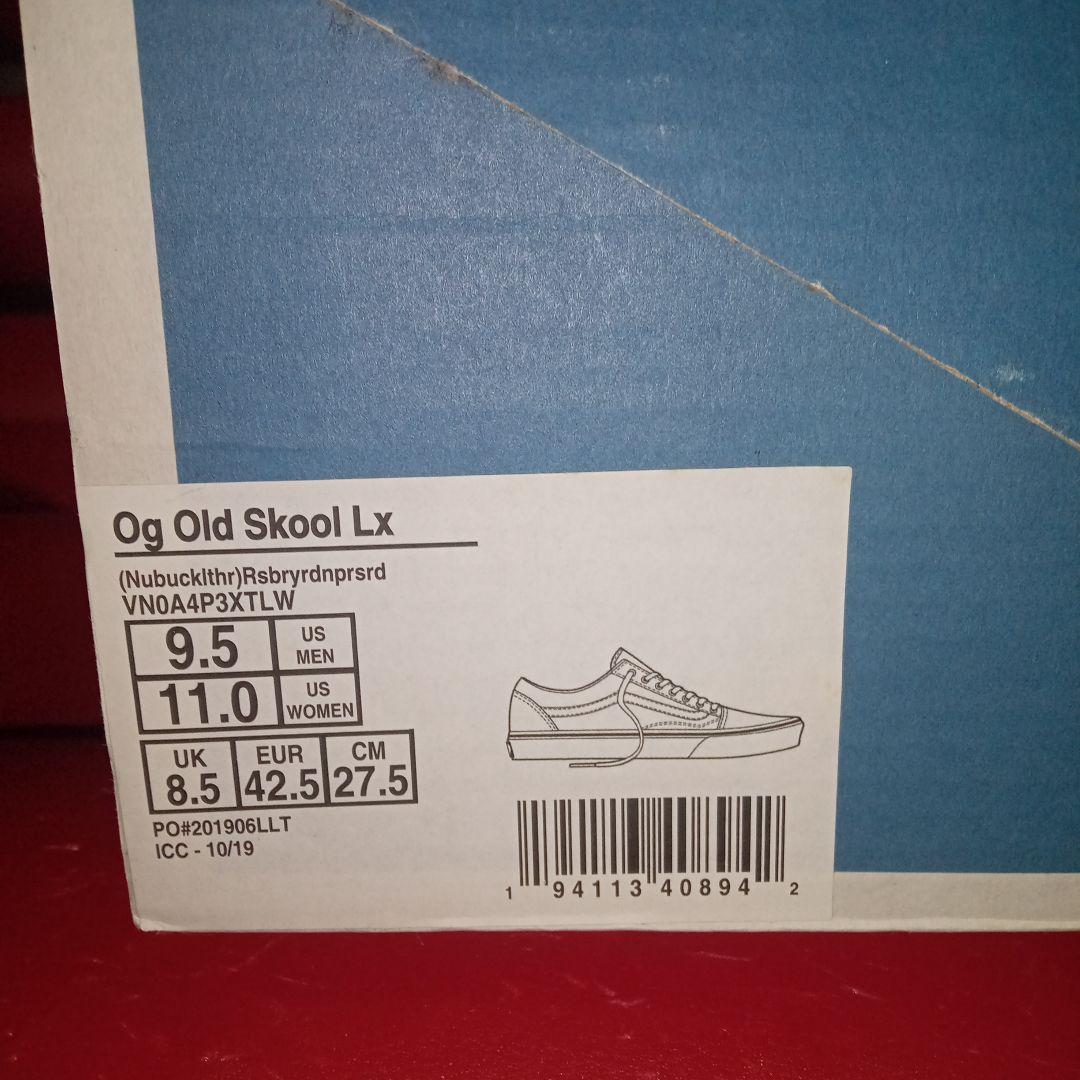 Og Old Skool Lx
(Nubucklthr)Rsbryrdnprsrd
VN0A4P3XTLW
9.5 US MEN
11.0 US WOMEN
UK EUR CM
8.5 42.5 27.5
PO#201906LLT
ICC - 10/19
1 94113 40894 2